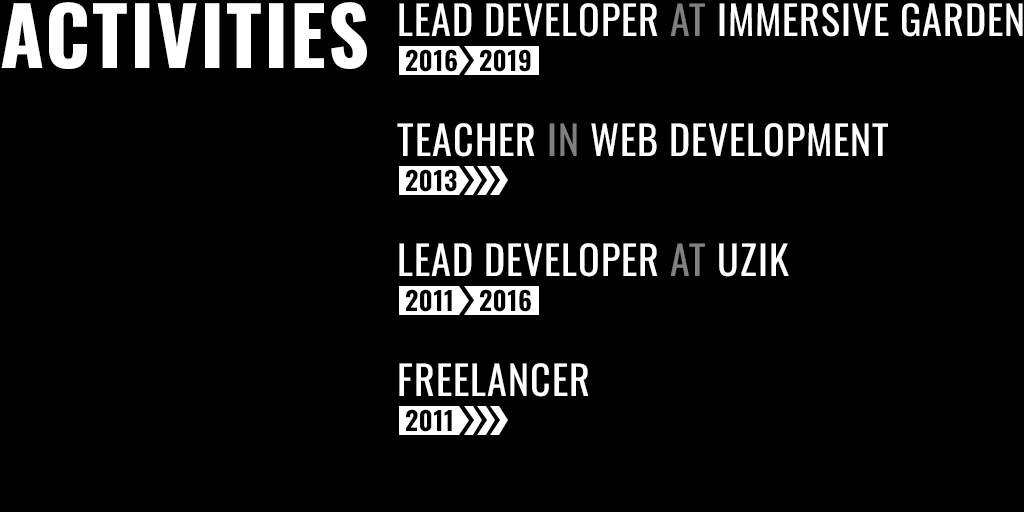 ACTIVITIES
LEAD DEVELOPER AT IMMERSIVE GARDEN
2016 2019
TEACHER IN WEB DEVELOPMENT
2013
LEAD DEVELOPER AT UZIK
2011 2016
FREELANCER
2011